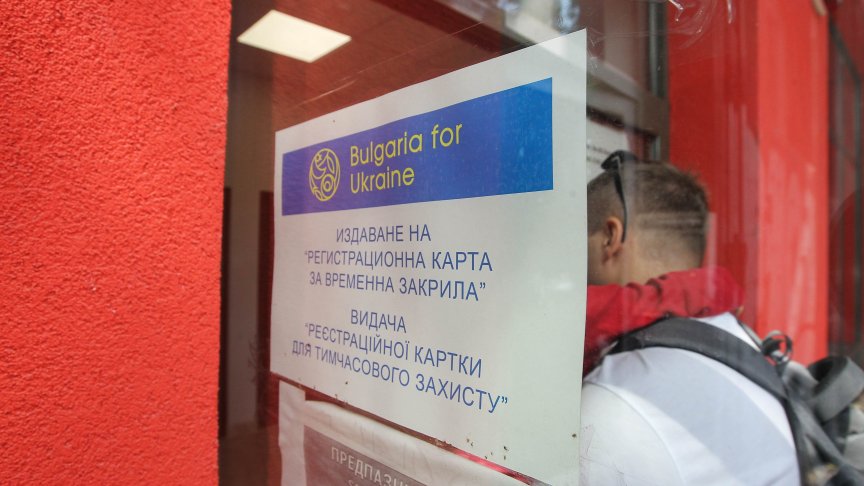 Bulgaria for
Ukraine
ИЗДАВАНЕ НА
"РЕГИСТРАЦИОННА КАРТА
ЗА ВРЕМЕННА ЗАКРИЛА"
ВИДАЧА
"РЕЄСТРАЦІЙНОЇ КАРТКИ
ДЛЯ ТИМЧАСОВОГО ЗАХИСТУ"